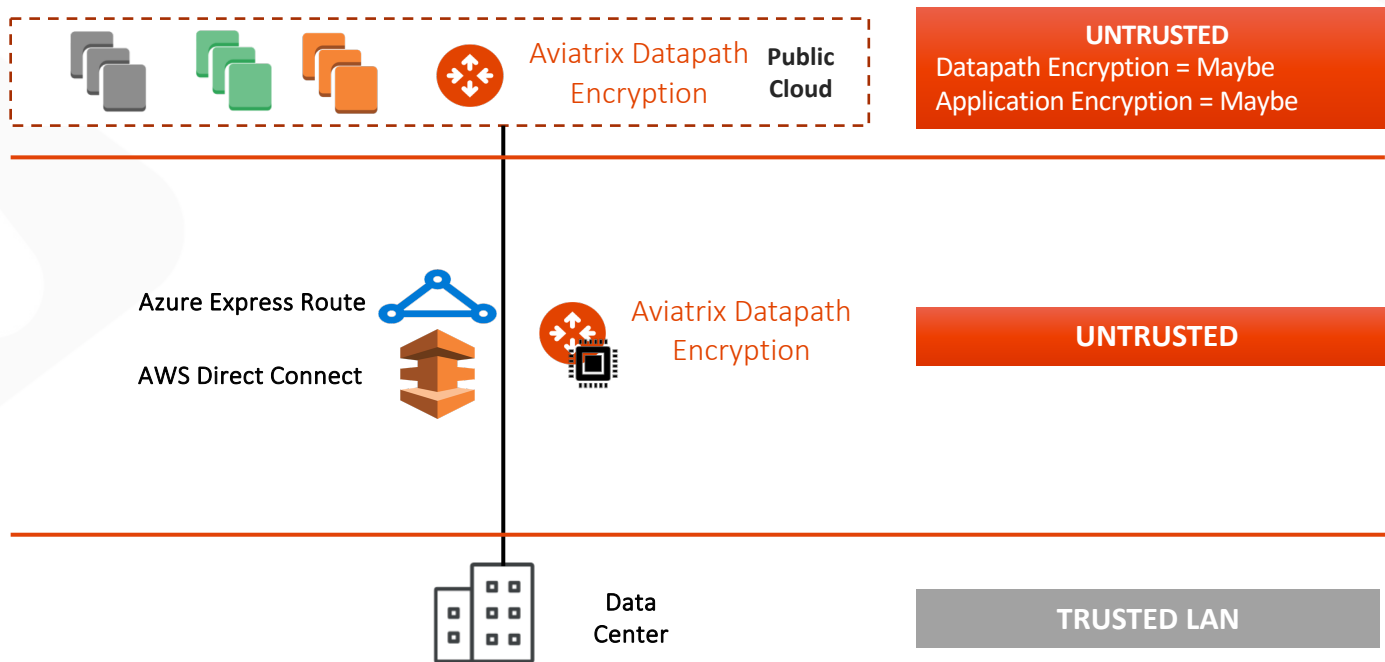 Aviatrix Datapath
Encryption
Public
Cloud
UNTRUSTED
Datapath Encryption = Maybe
Application Encryption = Maybe
Azure Express Route
AWS Direct Connect
Aviatrix Datapath
Encryption
UNTRUSTED
Data
Center
TRUSTED LAN